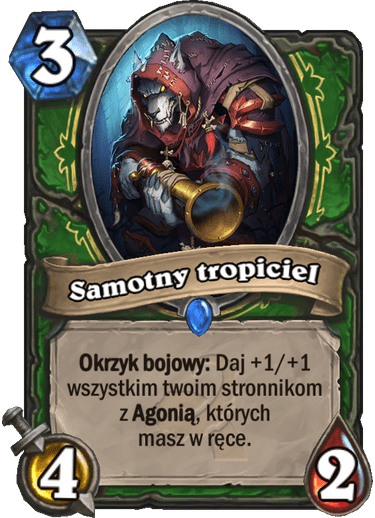 3
Samotny tropiciel
Okrzyk bojowy: Daj +1/+1
wszystkim twoim stronnikom
z Agonią, których
masz w ręce.
4
2